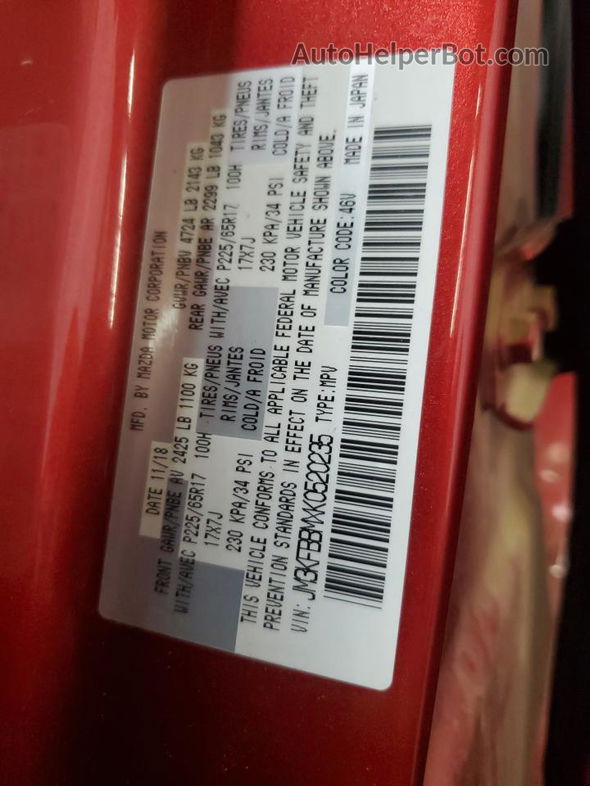 AutoHelperBot.com
MFD. BY MAZDA MOTOR CORPORATION
DATE 11/18 GVWR/PNBV 4724 LB 2143 KG
FRONT GAWR/PNBE AV 2425 LB 1100 KG REAR GAWR/PNBE AR 2299 LB 1043 KG
WITH/AVEC P225/65R17 100H TIRES/PNEUS WITH/AVEC P225/65R17 100H TIRES/PNEUS
17X7J RIMS/JANTES 17X7J RIMS/JANTES
230 KPA/34 PSI COLD/A FROID 230 KPA/34 PSI COLD/A FROID
THIS VEHICLE CONFORMS TO ALL APPLICABLE FEDERAL MOTOR VEHICLE SAFETY AND THEFT
PREVENTION STANDARDS IN EFFECT ON THE DATE OF MANUFACTURE SHOWN ABOVE.
VIN: JM3KFBBMXK0520235 TYPE:MPV COLOR CODE:46V MADE IN JAPAN